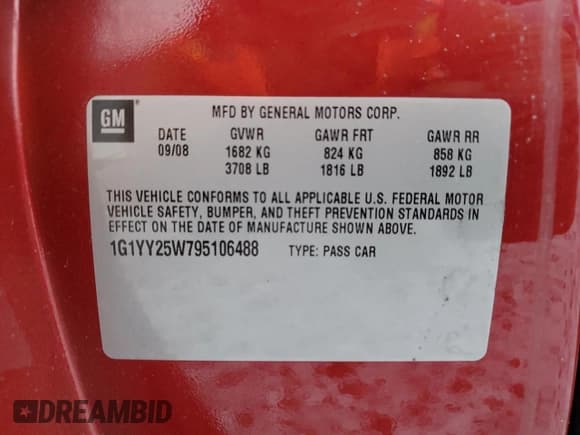 GM
MFD BY GENERAL MOTORS CORP.
DATE GVWR GAWR FRT GAWR RR
09/08 1682 KG 824 KG 858 KG
3708 LB 1816 LB 1892 LB
THIS VEHICLE CONFORMS TO ALL APPLICABLE U.S. FEDERAL MOTOR
VEHICLE SAFETY, BUMPER, AND THEFT PREVENTION STANDARDS IN
EFFECT ON THE DATE OF MANUFACTURE SHOWN ABOVE.
1G1YY25W795106488 TYPE: PASS CAR
DREAMBID